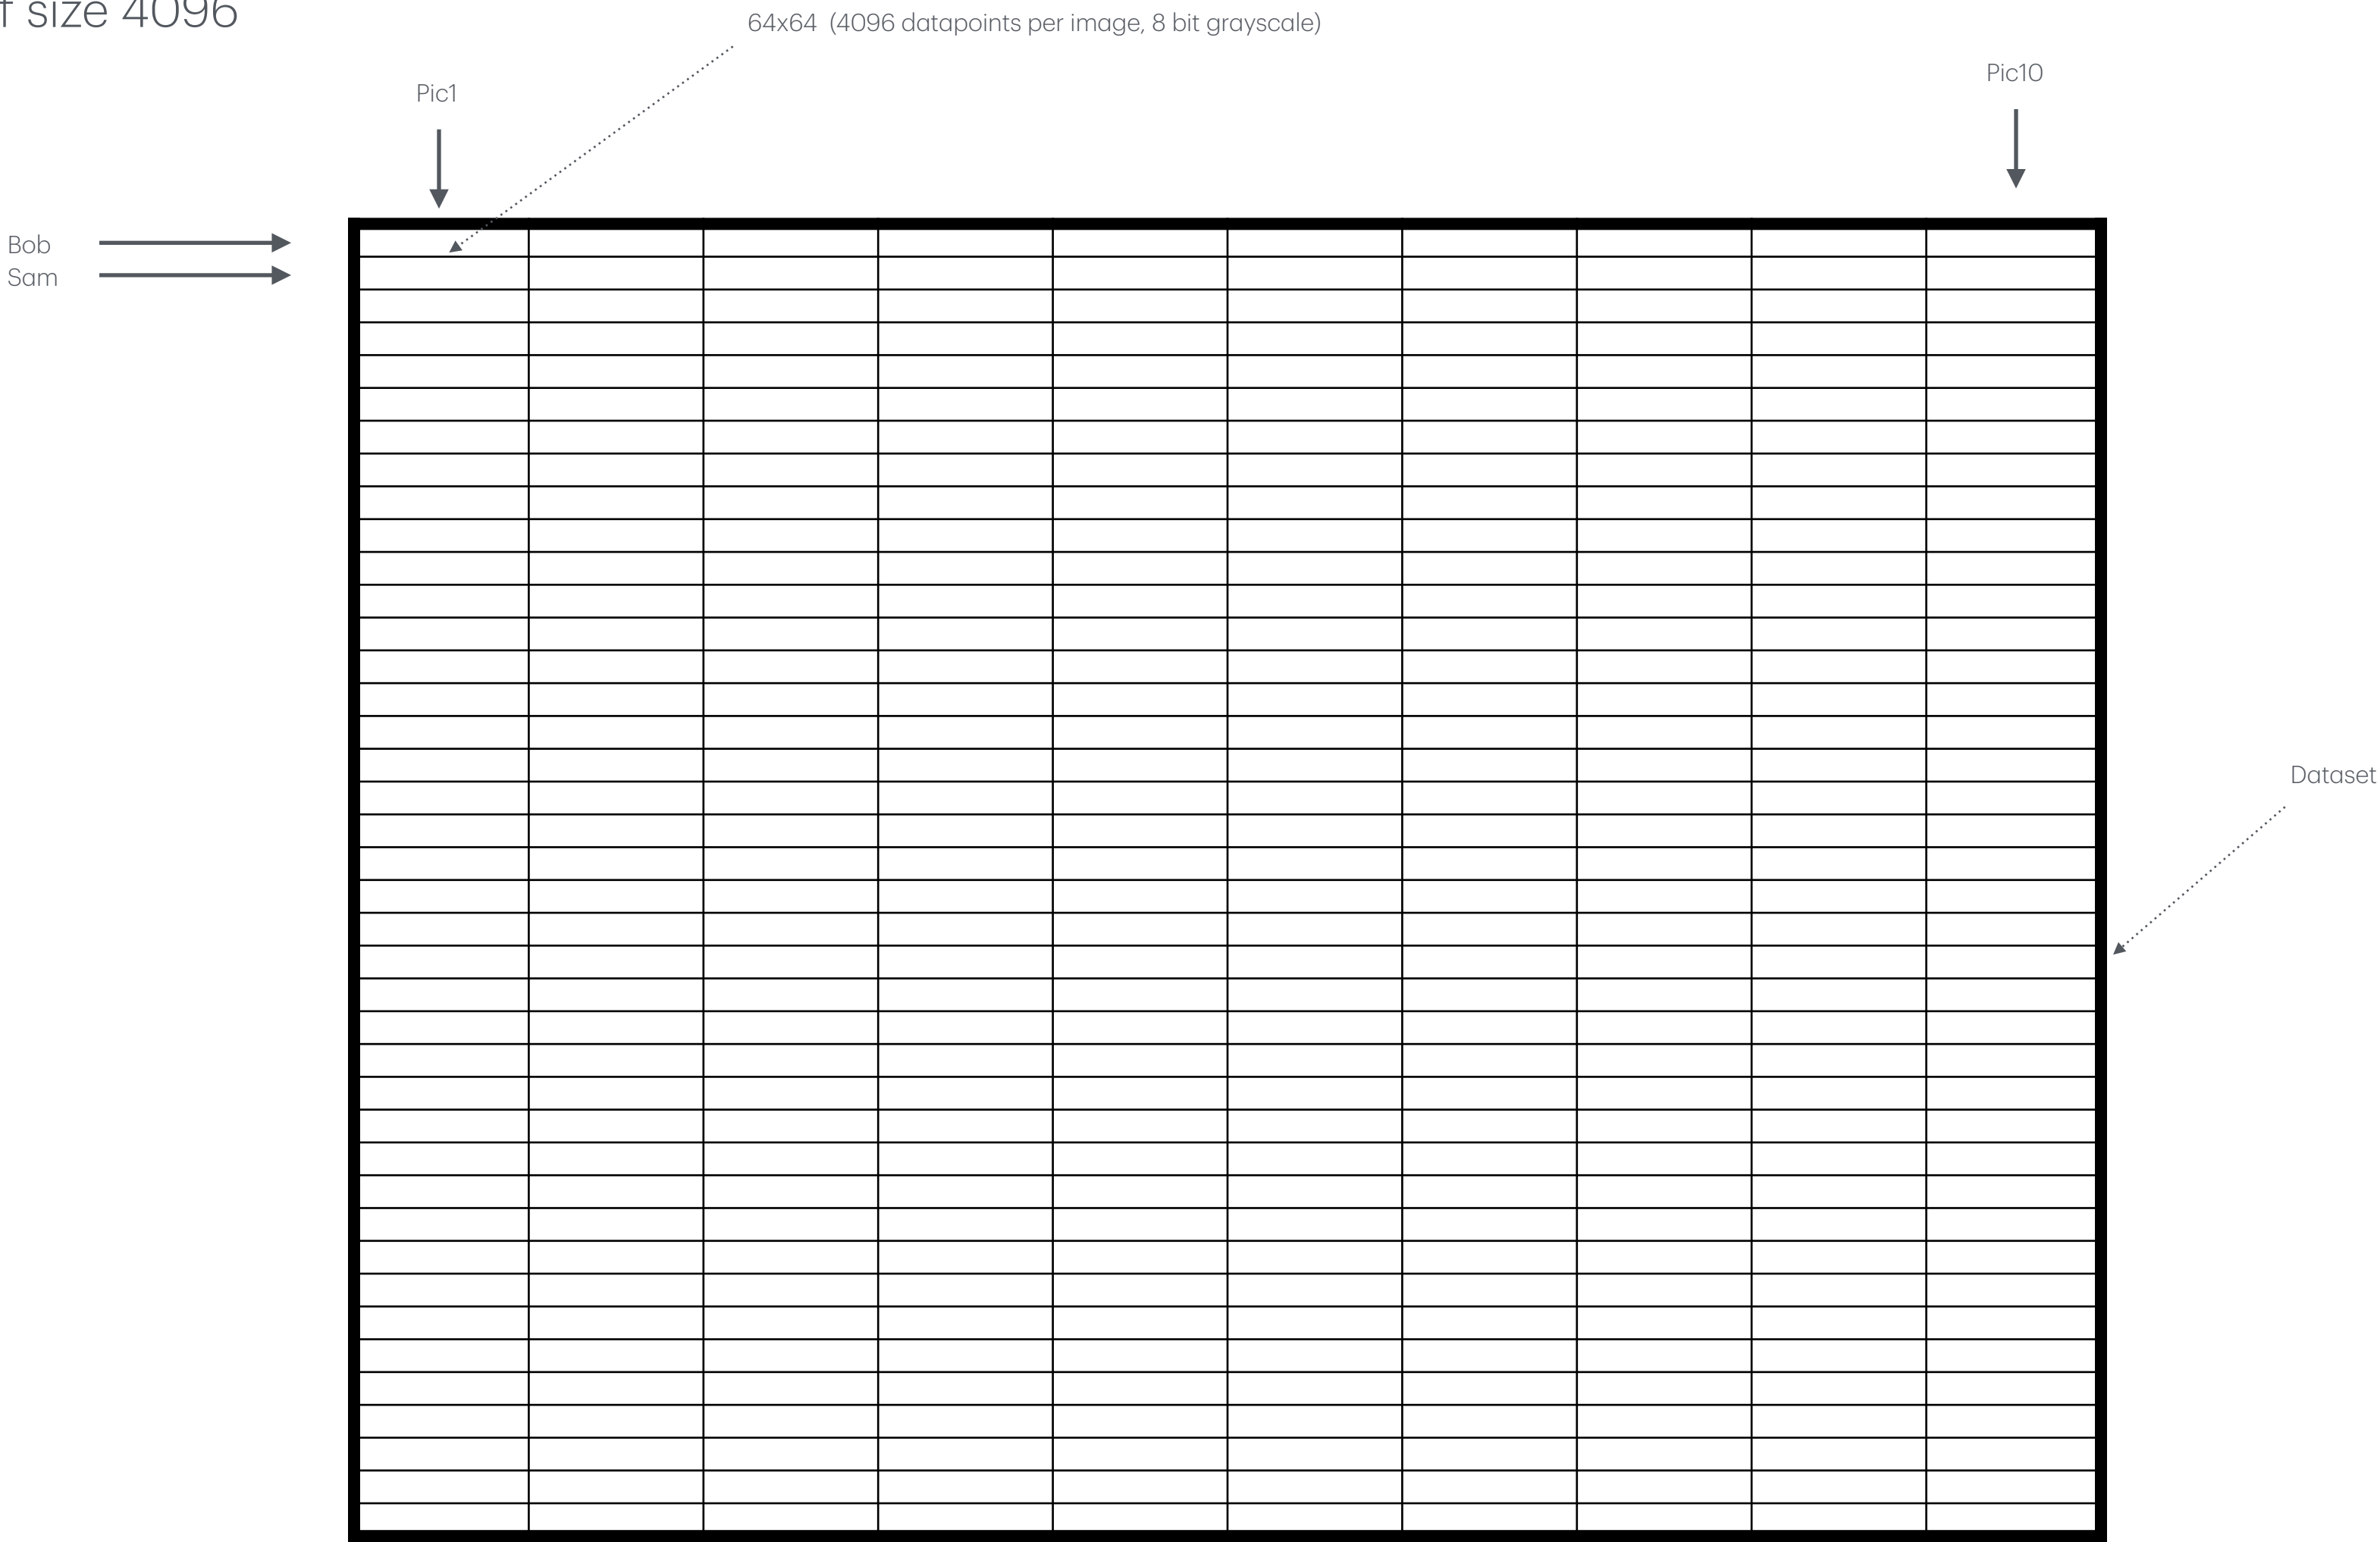 size 4096
64x64 (4096 datapoints per image, 8 bit grayscale)
Pic1
Pic10
Bob
Sam
Dataset